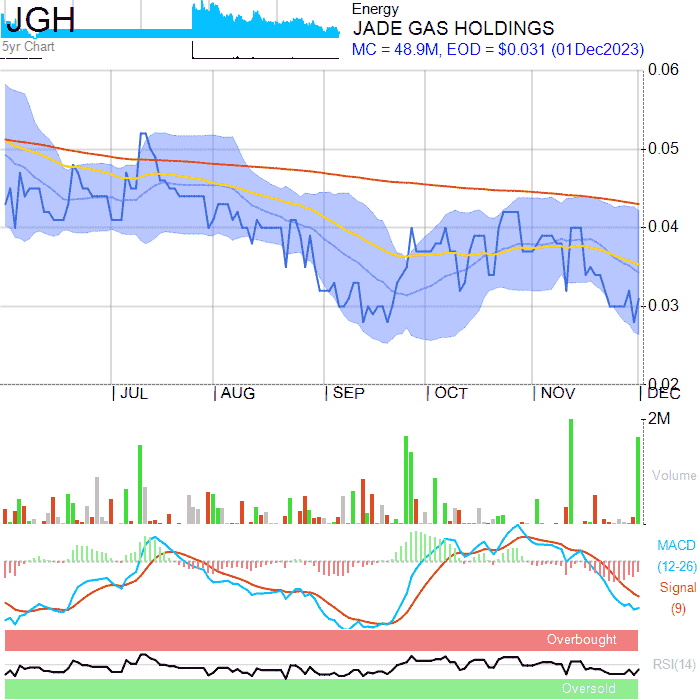 JGH
5yr Chart
Energy
JADE GAS HOLDINGS
MC = 48.9M, EOD = $0.031 (01Dec2023)
0.06
0.05
0.04
0.03
0.02
JUL AUG SEP OCT NOV DEC
2M
Volume
MACD
(12-26)
Signal
(9)
Overbought
RSI(14)
Oversold